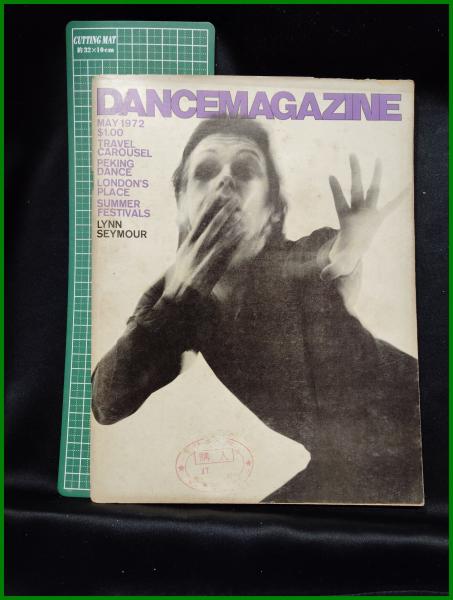 CUTTING MAT
約32×10cm
DANCEMAGAZINE
MAY 1972
$1.00
TRAVEL
CAROUSEL
PEKING
DANCE
LONDON'S
PLACE
SUMMER
FESTIVALS
LYNN
SEYMOUR
購入